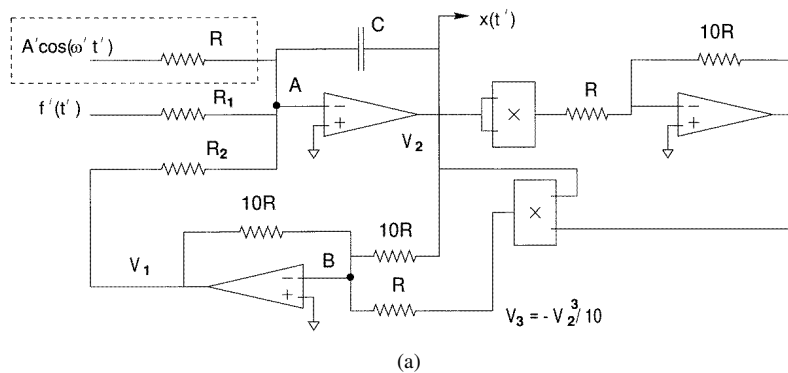 x(t')
A'cos(ω't')
R
C
10R
f'(t')
R₁
A
−
+
V₂
×
R
−
+
R₂
10R
10R
×
V₁
B
−
+
R
V₃ = -V₂³/10
(a)